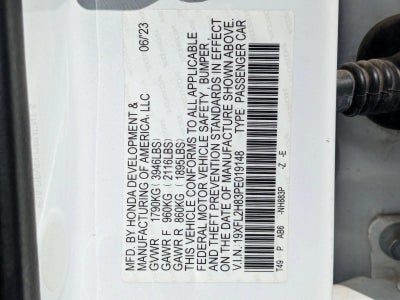 MFD. BY HONDA DEVELOPMENT & 06/'23
MANUFACTURING OF AMERICA, LLC
GVWR 1790KG (3946LBS)
GAWR F 960KG (2116LBS)
GAWR R 860KG (1895LBS)
THIS VEHICLE CONFORMS TO ALL APPLICABLE
FEDERAL MOTOR VEHICLE SAFETY, BUMPER,
AND THEFT PREVENTION STANDARDS IN EFFECT
ON THE DATE OF MANUFACTURE SHOWN ABOVE.
V.I.N: 19XFL2H83PE019148 TYPE: PASSENGER CAR
T49 P AB6 -NH883P -Z -E